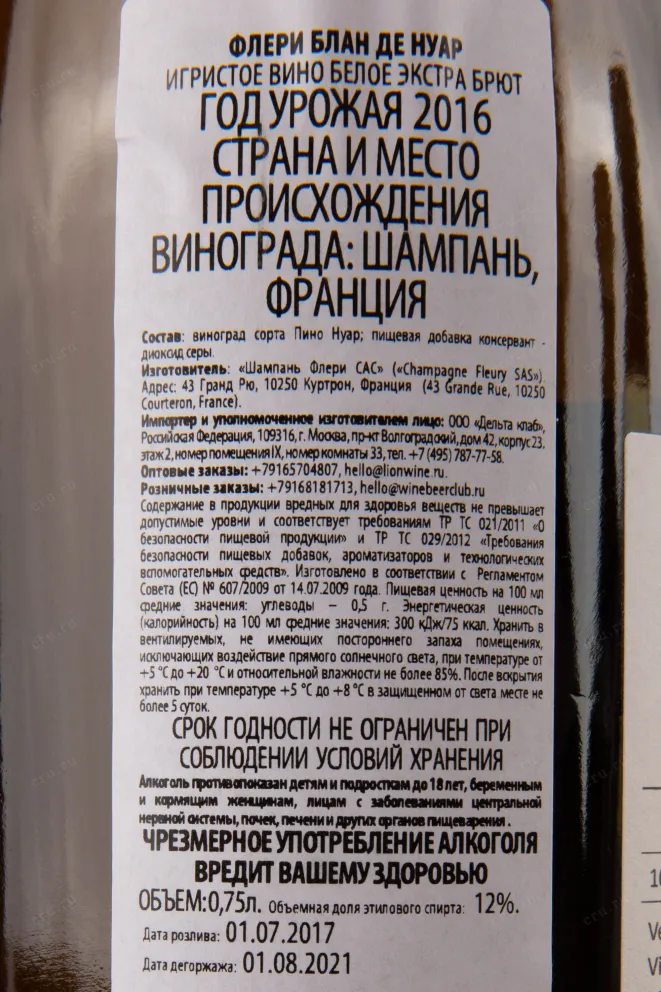 ФЛЕРИ БЛАН ДЕ НУАР
ИГРИСТОЕ ВИНО БЕЛОЕ ЭКСТРА БРЮТ
ГОД УРОЖАЯ 2016
СТРАНА И МЕСТО
ПРОИСХОЖДЕНИЯ
ВИНОГРАДА: ШАМПАНЬ,
ФРАНЦИЯ
Состав: виноград сорта Пино Нуар; пищевая добавка консервант -
диоксид серы.
Изготовитель: «Шампань Флери САС» («Champagne Fleury SAS»)
Адрес: 43 Гранд Рю, 10250 Куртрон, Франция (43 Grande Rue, 10250
Courteron, France).
Импортер и уполномоченное изготовителем лицо: ООО «Дельта клаб»,
Российская Федерация, 109316, г. Москва, пр-кт Волгоградский, дом 42, корпус 23,
этаж 2, номер помещения IX, номер комнаты 33, тел. +7 (495) 787-77-58.
Оптовые заказы: +79165704807, hello@lionwine.ru.
Розничные заказы: +79168181713, hello@winebeerclub.ru
Содержание в продукции вредных для здоровья веществ не превышает
допустимые уровни и соответствует требованиям ТР ТС 021/2011 «О
безопасности пищевой продукции» и ТР ТС 029/2012 «Требования
безопасности пищевых добавок, ароматизаторов и технологических
вспомогательных средств». Изготовлено в соответствии с Регламентом
Совета (ЕС) № 607/2009 от 14.07.2009 года. Пищевая ценность на 100 мл
средние значения: углеводы – 0,5 г. Энергетическая ценность
(калорийность) на 100 мл средние значения: 300 кДж/75 ккал. Хранить в
вентилируемых, не имеющих постороннего запаха помещениях,
исключающих воздействие прямого солнечного света, при температуре от
+5 °С до +20 °С и относительной влажности не более 85%. После вскрытия
хранить при температуре +5 °С до +8 °С в защищенном от света месте не
более 5 суток.
СРОК ГОДНОСТИ НЕ ОГРАНИЧЕН ПРИ
СОБЛЮДЕНИИ УСЛОВИЙ ХРАНЕНИЯ
Алкоголь противопоказан детям и подросткам до 18 лет, беременным
и кормящим женщинам, лицам с заболеваниями центральной
нервной системы, почек, печени и других органов пищеварения.
ЧРЕЗМЕРНОЕ УПОТРЕБЛЕНИЕ АЛКОГОЛЯ
ВРЕДИТ ВАШЕМУ ЗДОРОВЬЮ
ОБЪЕМ:0,75л. Объемная доля этилового спирта: 12%.
Дата розлива: 01.07.2017
Дата дегоржажа: 01.08.2021